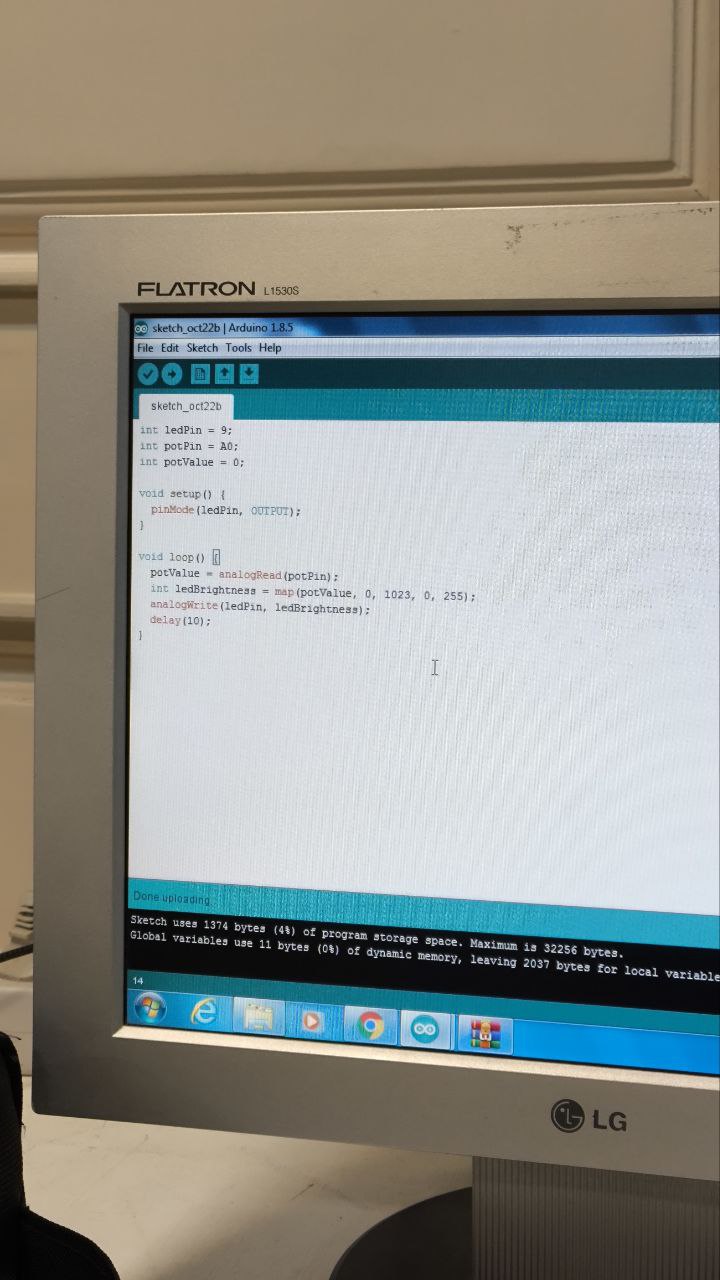 FLATRON L1530S
sketch_oct22b | Arduino 1.8.5
File Edit Sketch Tools Help
sketch_oct22b
int ledPin = 9;
int potPin = A0;
int potValue = 0;
void setup() {
pinMode(ledPin, OUTPUT);
}
void loop() {
potValue = analogRead(potPin);
int ledBrightness = map(potValue, 0, 1023, 0, 255);
analogWrite(ledPin, ledBrightness);
delay(10);
}
Done uploading.
Sketch uses 1374 bytes (4%) of program storage space. Maximum is 32256 bytes.
Global variables use 11 bytes (0%) of dynamic memory, leaving 2037 bytes for local variable
14
LG